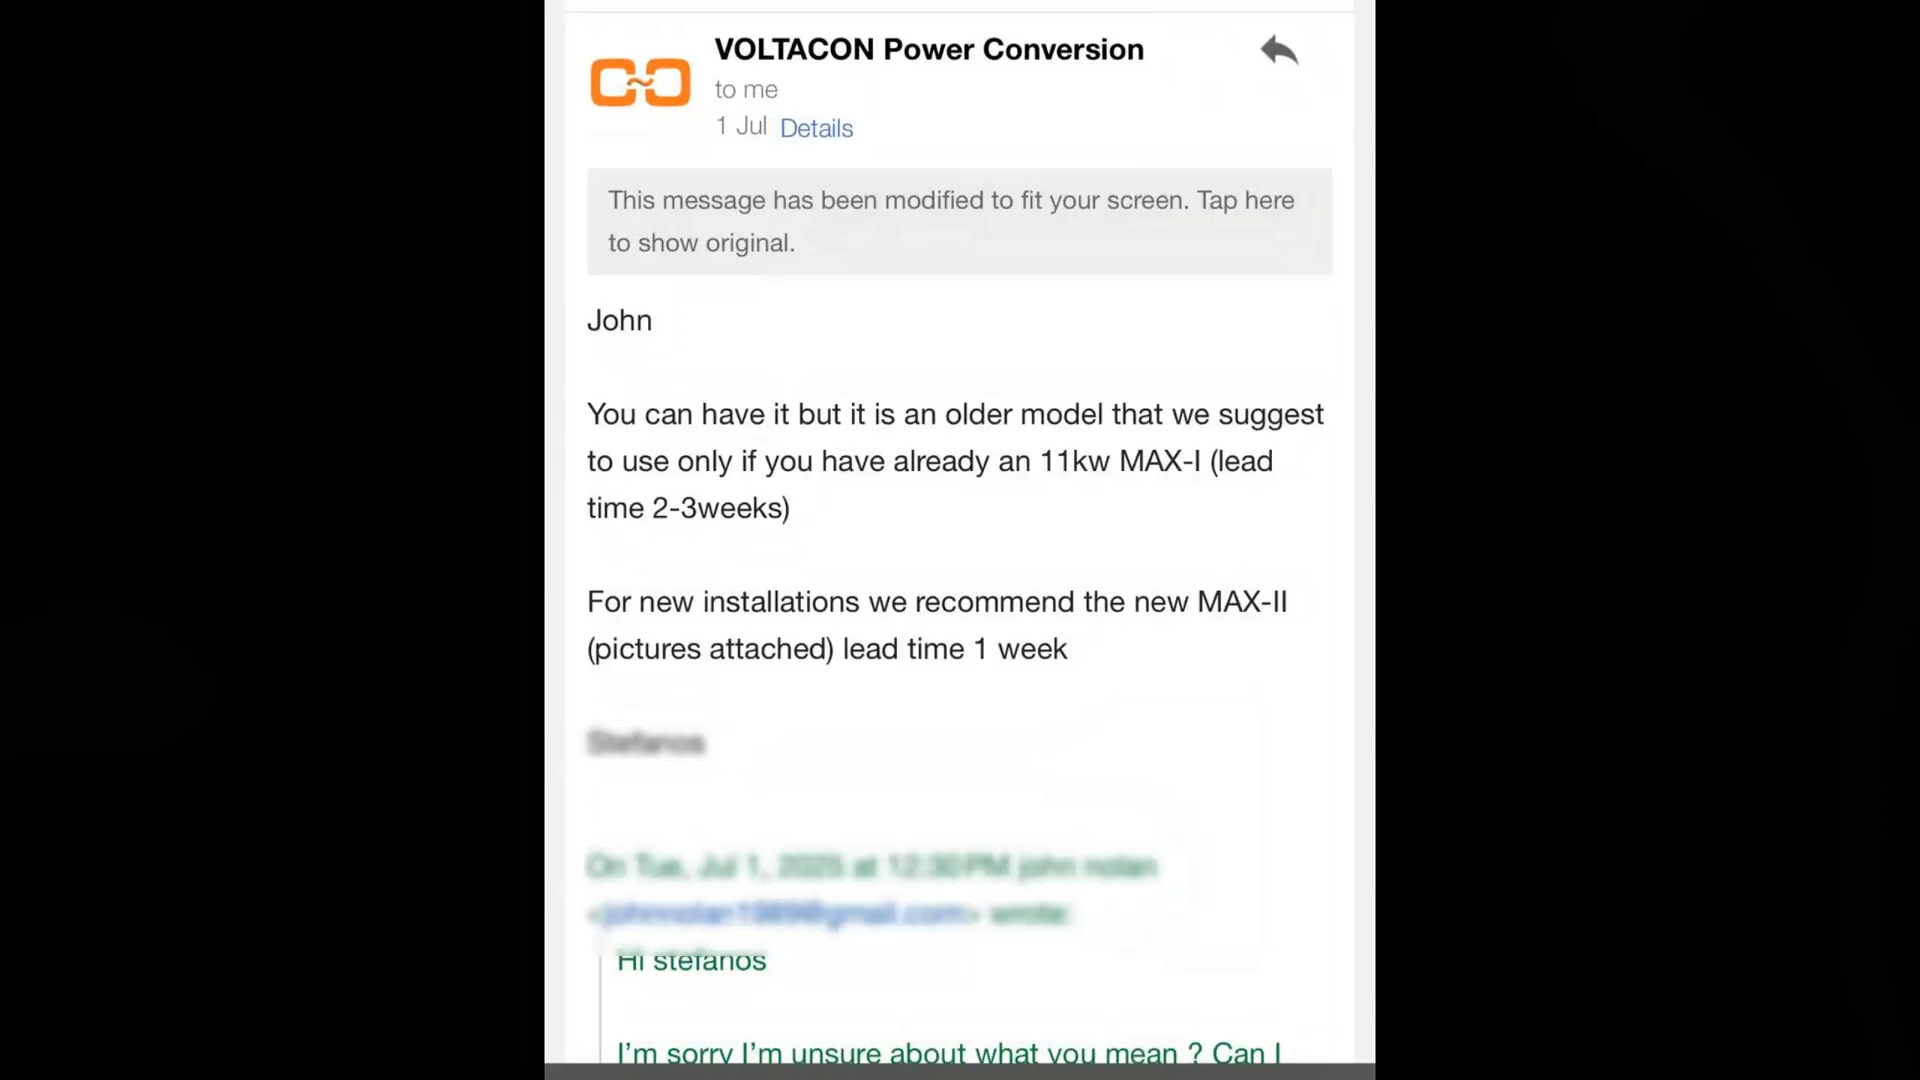 VOLTACON Power Conversion
to me
1 Jul Details
This message has been modified to fit your screen. Tap here
to show original.
John
You can have it but it is an older model that we suggest
to use only if you have already an 11kw MAX-I (lead
time 2-3weeks)
For new installations we recommend the new MAX-II
(pictures attached) lead time 1 week
Hi stefanos
I'm sorry I'm unsure about what you mean ? Can I